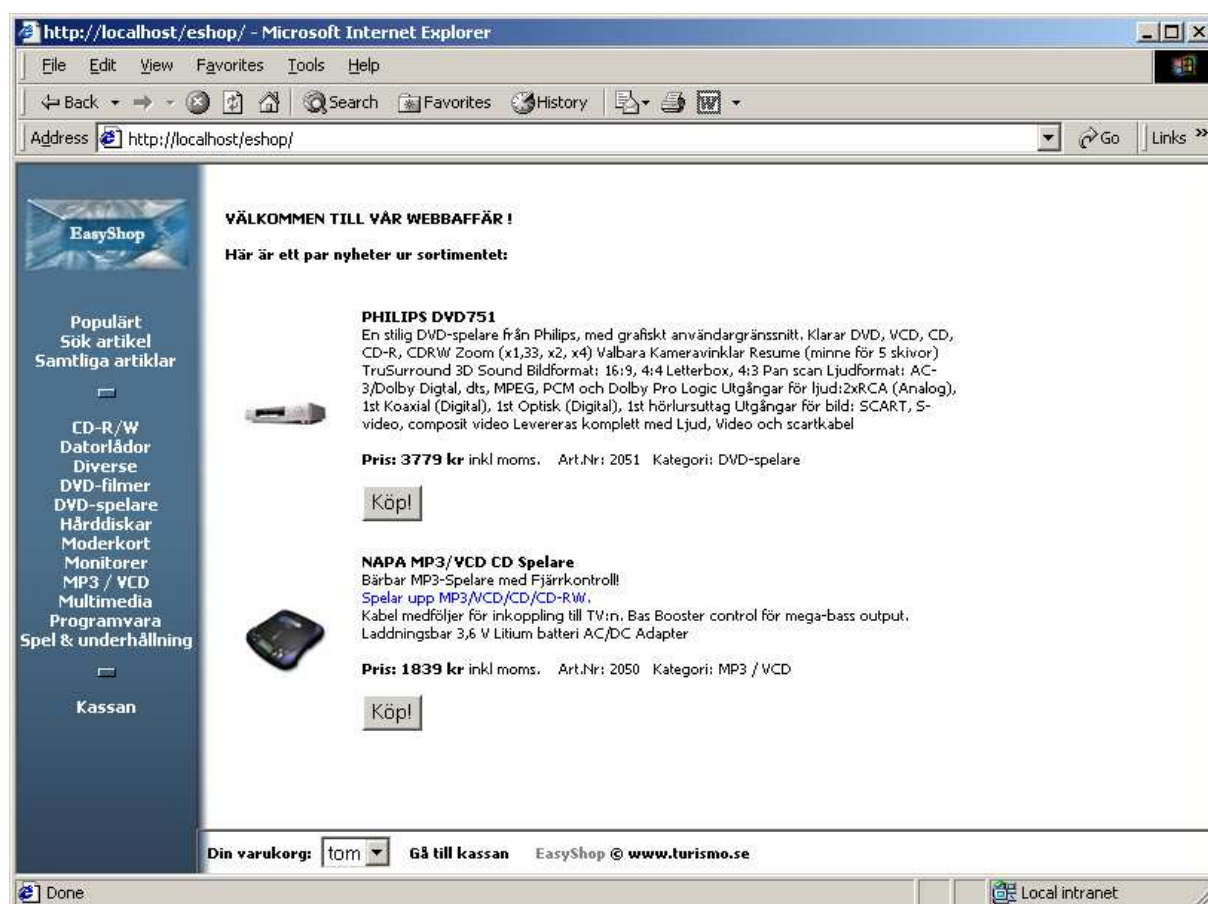 http://localhost/eshop/ - Microsoft Internet Explorer
File Edit View Favorites Tools Help
Back Search Favorites History
Address http://localhost/eshop/ Go Links »
EasyShop
Populärt
Sök artikel
Samtliga artiklar
CD-R/W
Datorlådor
Diverse
DVD-filmer
DVD-spelare
Hårddiskar
Moderkort
Monitorer
MP3 / VCD
Multimedia
Programvara
Spel & underhållning
Kassan
VÄLKOMMEN TILL VÅR WEBBAFFÄR !
Här är ett par nyheter ur sortimentet:
PHILIPS DVD751
En stilig DVD-spelare från Philips, med grafiskt användargränssnitt. Klarar DVD, VCD, CD,
CD-R, CDRW Zoom (x1,33, x2, x4) Valbara Kameravinklar Resume (minne för 5 skivor)
TruSurround 3D Sound Bildformat: 16:9, 4:4 Letterbox, 4:3 Pan scan Ljudformat: AC-
3/Dolby Digtal, dts, MPEG, PCM och Dolby Pro Logic Utgångar för ljud:2xRCA (Analog),
1st Koaxial (Digital), 1st Optisk (Digital), 1st hörlursuttag Utgångar för bild: SCART, S-
video, composit video Levereras komplett med Ljud, Video och scartkabel
Pris: 3779 kr inkl moms. Art.Nr: 2051 Kategori: DVD-spelare
Köp!
NAPA MP3/VCD CD Spelare
Bärbar MP3-Spelare med Fjärrkontroll!
Spelar upp MP3/VCD/CD/CD-RW.
Kabel medföljer för inkoppling till TV:n. Bas Booster control för mega-bass output.
Laddningsbar 3,6 V Litium batteri AC/DC Adapter
Pris: 1839 kr inkl moms. Art.Nr: 2050 Kategori: MP3 / VCD
Köp!
Din varukorg: tom Gå till kassan EasyShop © www.turismo.se
Done Local intranet